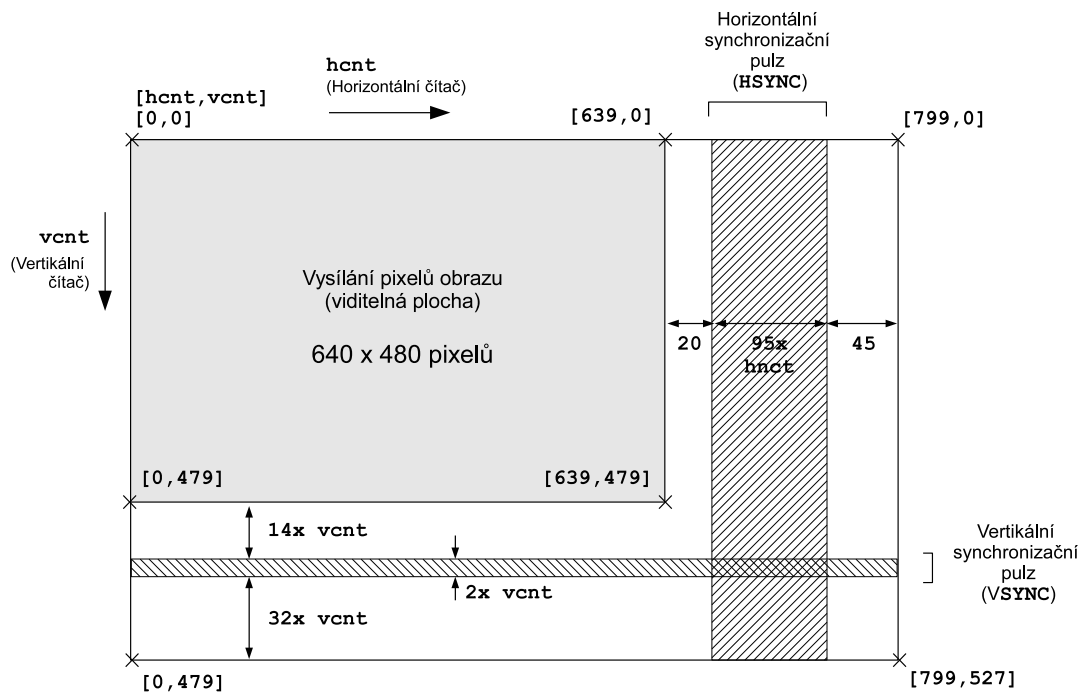 Horizontální
synchronizační
pulz
(HSYNC)
hcnt
(Horizontální čítač)
[hcnt,vcnt]
[0,0]
[639,0]
[799,0]
vcnt
(Vertikální
čítač)
Vysílání pixelů obrazu
(viditelná plocha)
640 x 480 pixelů
20
95x
hnct
45
[0,479]
[639,479]
14x vcnt
2x vcnt
32x vcnt
Vertikální
synchronizační
pulz
(VSYNC)
[0,479]
[799,527]